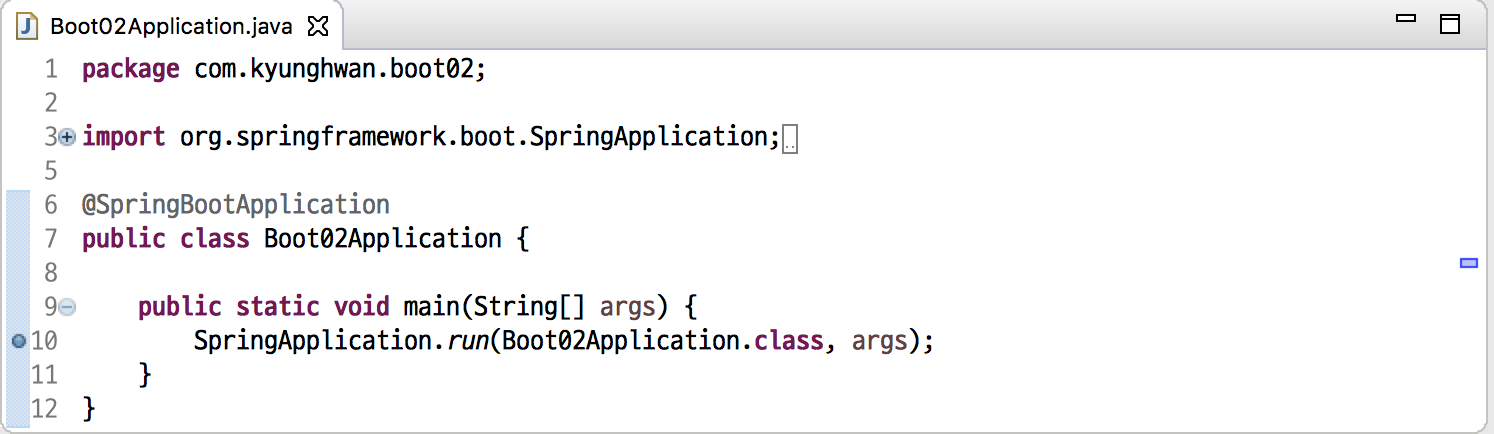 Boot02Application.java
1 package com.kyunghwan.boot02;
2
3 import org.springframework.boot.SpringApplication;
5
6 @SpringBootApplication
7 public class Boot02Application {
8
9     public static void main(String[] args) {
10         SpringApplication.run(Boot02Application.class, args);
11     }
12 }